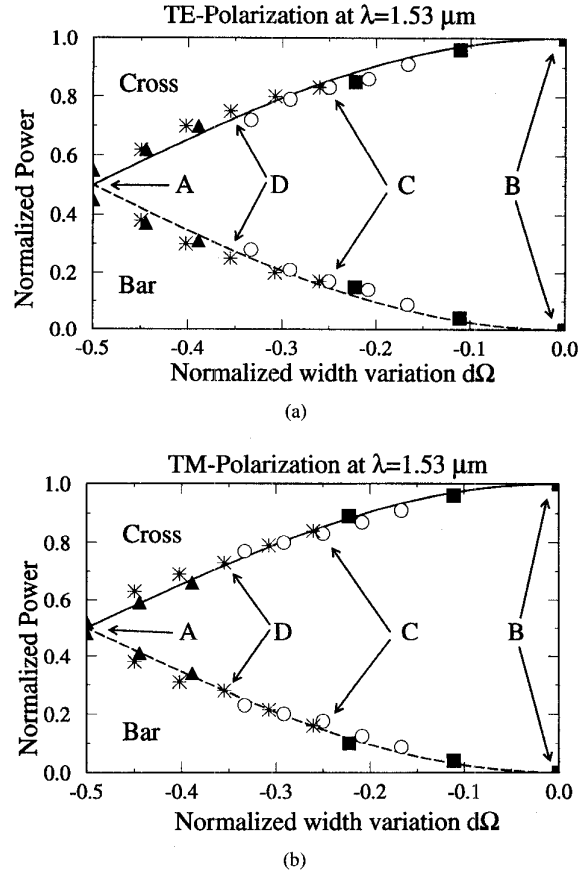 TE-Polarization at λ=1.53 μm
1.0
0.8
0.6
0.4
0.2
0.0
Normalized Power
Cross
A
D
C
B
Bar
-0.5
-0.4
-0.3
-0.2
-0.1
0.0
Normalized width variation dΩ
(a)
TM-Polarization at λ=1.53 μm
1.0
0.8
0.6
0.4
0.2
0.0
Normalized Power
Cross
A
D
C
B
Bar
-0.5
-0.4
-0.3
-0.2
-0.1
0.0
Normalized width variation dΩ
(b)